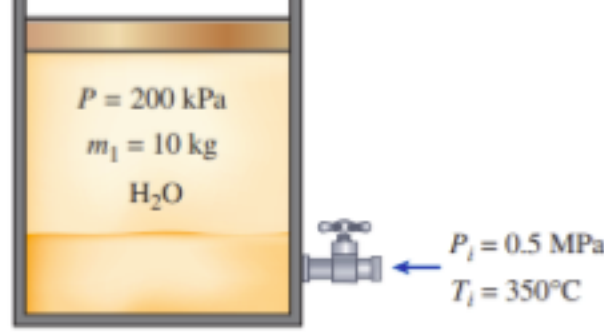 P = 200 kPa
m₁ = 10 kg
H₂O
Pᵢ = 0.5 MPa
Tᵢ = 350°C